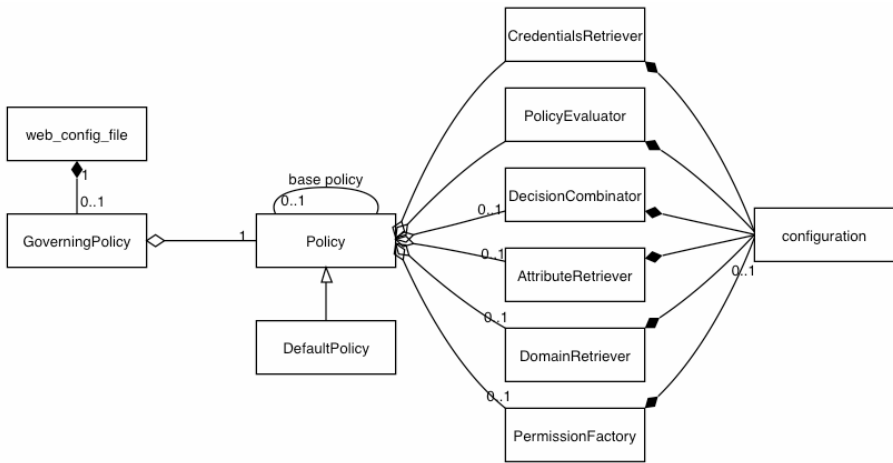 CredentialsRetriever
PolicyEvaluator
web_config_file
1
0..1
base policy
0..1
DecisionCombinator
0..1
GoverningPolicy
1
Policy
configuration
0..1
AttributeRetriever
0..1
0..1
DomainRetriever
DefaultPolicy
0..1
PermissionFactory